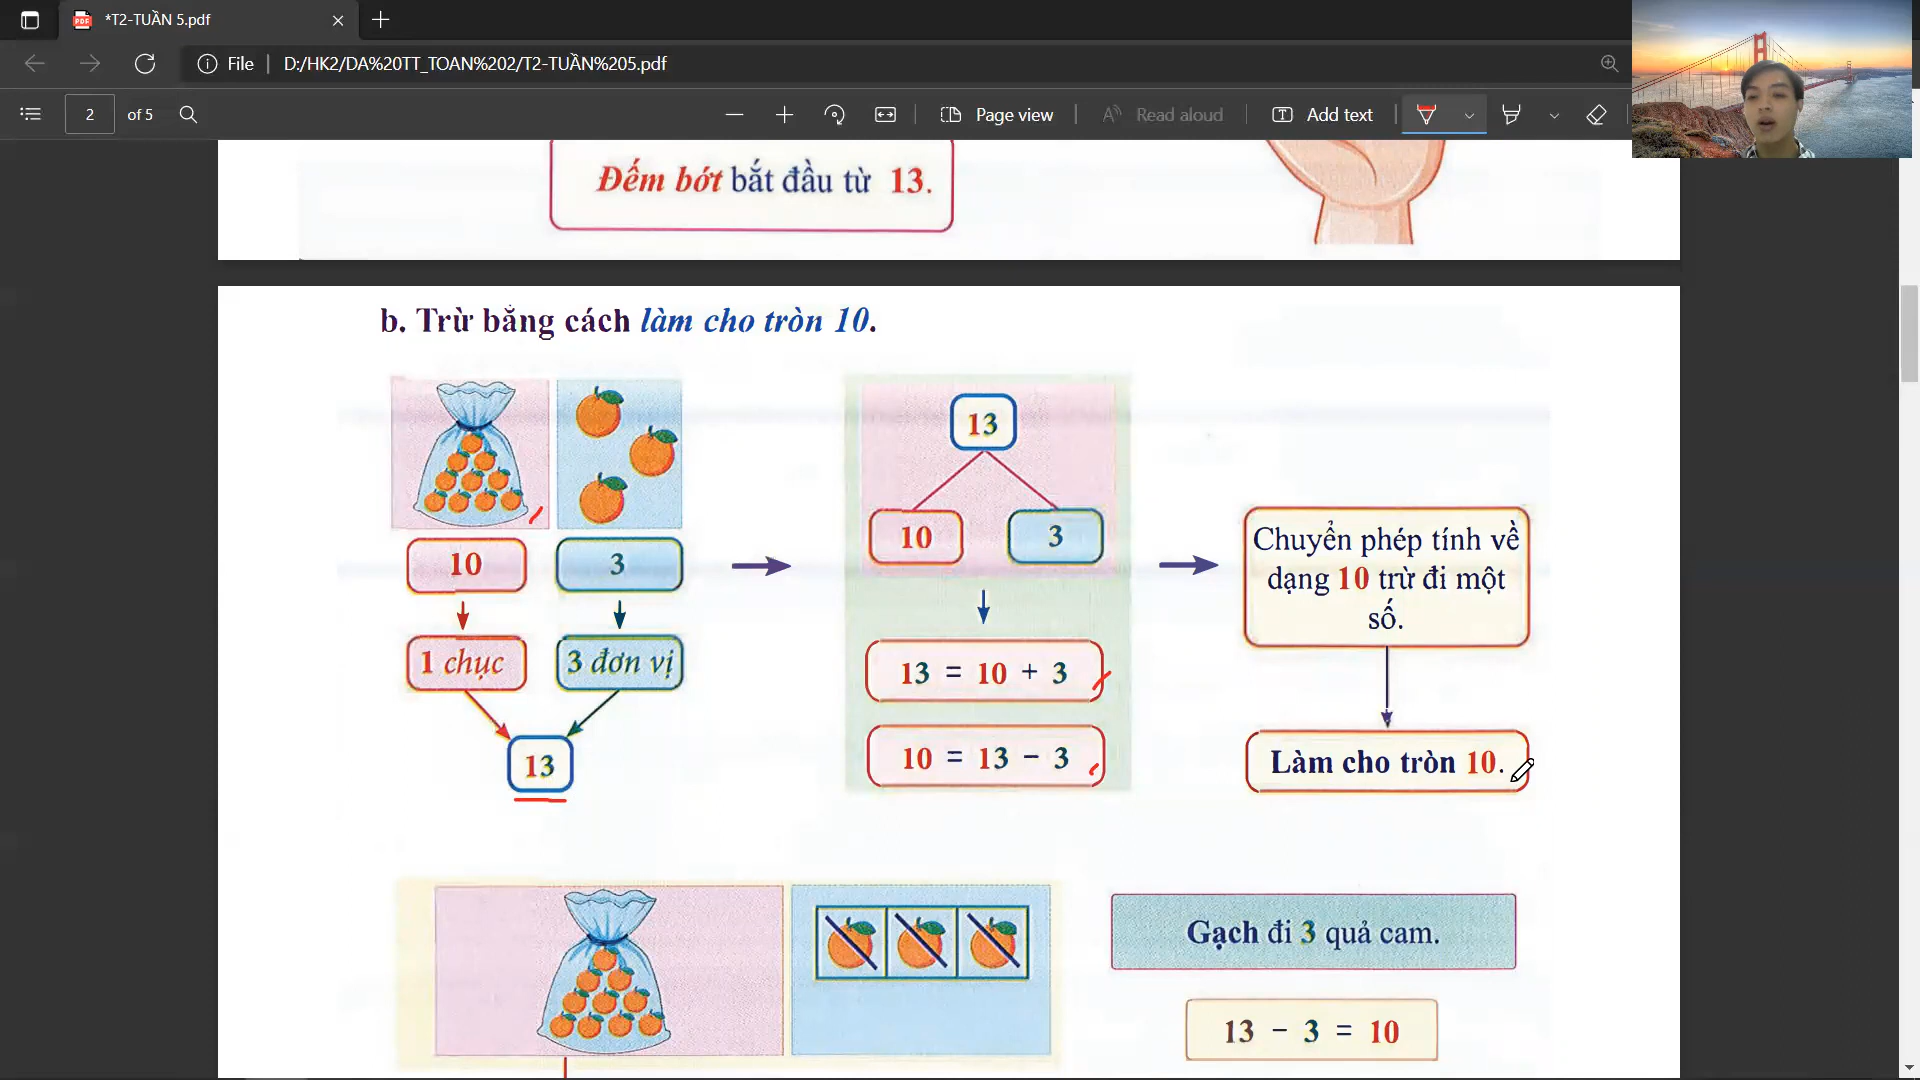 *T2-TUẦN 5.pdf
File
D:/HK2/DA%20TT_TOAN%202/T2-TUẦN%205.pdf
2
of 5
Page view
Read aloud
Add text
Đếm bớt bắt đầu từ 13.
b. Trừ bằng cách làm cho tròn 10.
10
3
1 chục
3 đơn vị
13
13
10
3
13 = 10 + 3
10 = 13 - 3
Chuyển phép tính về
dạng 10 trừ đi một
số.
Làm cho tròn 10.
Gạch đi 3 quả cam.
13 - 3 = 10